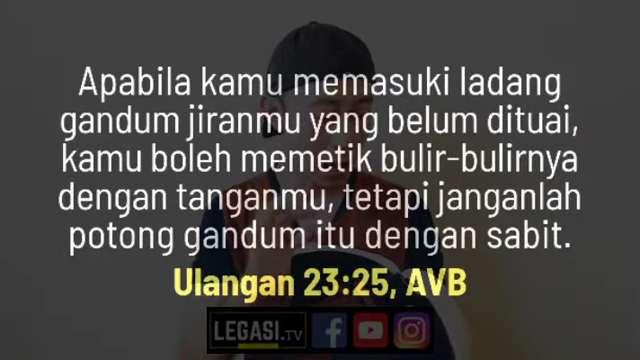 Apabila kamu memasuki ladang
gandum jiranmu yang belum dituai,
kamu boleh memetik bulir-bulirnya
dengan tanganmu, tetapi janganlah
potong gandum itu dengan sabit.
Ulangan 23:25, AVB
LEGASI.TV